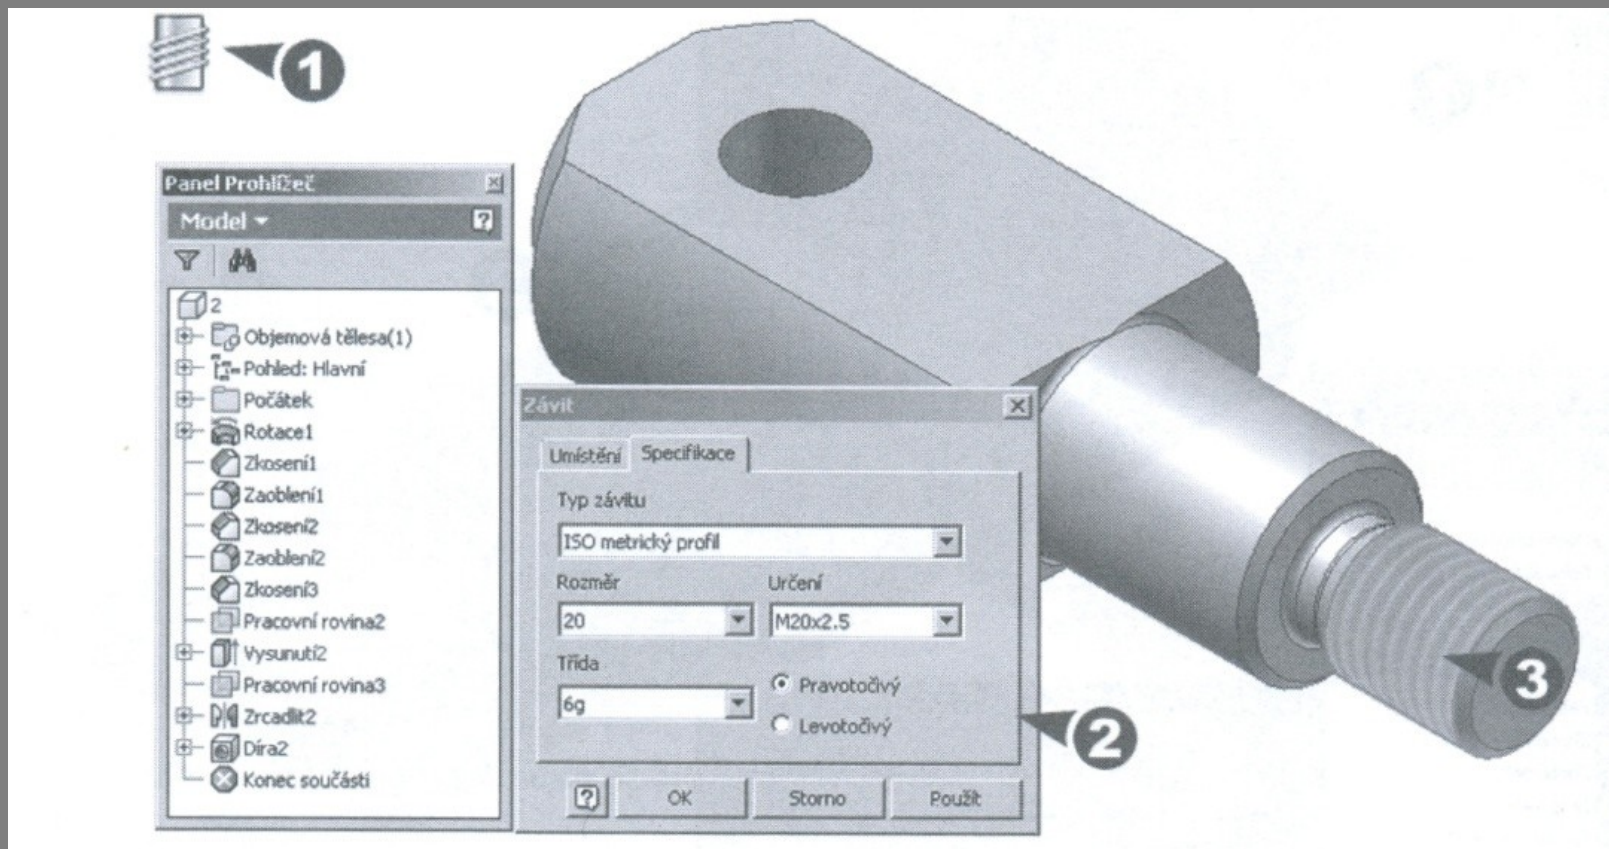 1
Panel Prohlížeč
Model
2
Objemová tělesa(1)
Pohled: Hlavní
Počátek
Rotace1
Zkosení1
Zaoblení1
Zkosení2
Zaoblení2
Zkosení3
Pracovní rovina2
Vysunutí2
Pracovní rovina3
Zrcadlit2
Díra2
Konec součásti
Závit
Umístění Specifikace
Typ závitu
ISO metrický profil
Rozměr Určení
20 M20x2.5
Třída
6g
Pravotočivý
Levotočivý
? OK Storno Použít
2
3